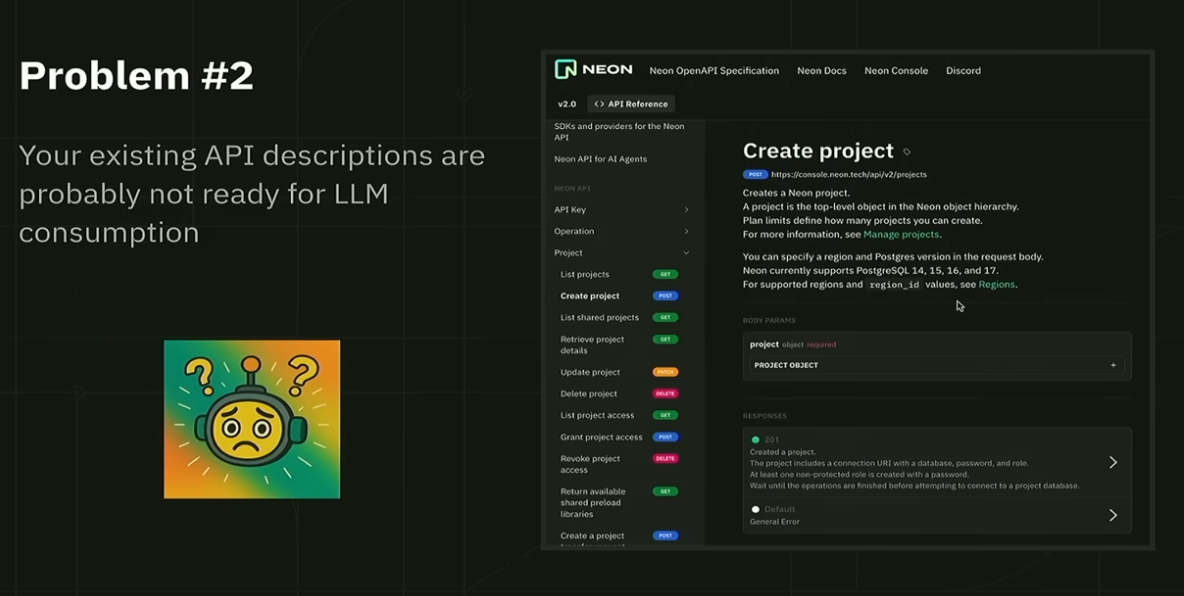 Problem #2
Your existing API descriptions are
probably not ready for LLM
consumption
NEON
Neon OpenAPI Specification
Neon Docs
Neon Console
Discord
v2.0
<> API Reference
SDKs and providers for the Neon
API
Neon API for AI Agents
NEON API
API Key
Operation
Project
List projects GET
Create project POST
List shared projects GET
Retrieve project GET
details
Update project PATCH
Delete project DELETE
List project access GET
Grant project access POST
Revoke project DELETE
access
Return available GET
shared preload
libraries
Create a project POST
Create project
POST https://console.neon.tech/api/v2/projects
Creates a Neon project.
A project is the top-level object in the Neon object hierarchy.
Plan limits define how many projects you can create.
For more information, see Manage projects.
You can specify a region and Postgres version in the request body.
Neon currently supports PostgreSQL 14, 15, 16, and 17.
For supported regions and region_id values, see Regions.
BODY PARAMS
project object required
PROJECT OBJECT +
RESPONSES
201
Created a project.
The project includes a connection URI with a database, password, and role.
At least one non-protected role is created with a password.
Wait until the operations are finished before attempting to connect to a project database.
Default
General Error
? ?